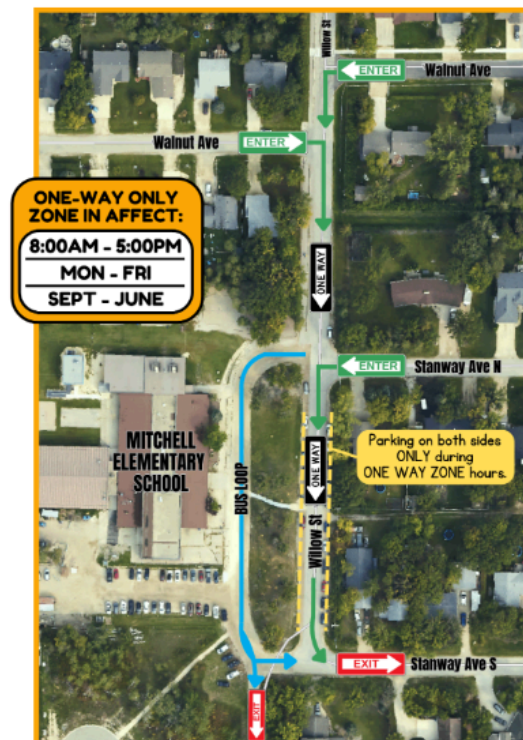 Willow St
ENTER
Walnut Ave
Walnut Ave
ENTER
ONE-WAY ONLY
ZONE IN AFFECT:
8:00AM - 5:00PM
MON - FRI
SEPT - JUNE
ONE WAY
ENTER
Stanway Ave N
MITCHELL
ELEMENTARY
SCHOOL
BUS LOOP
ONE WAY
Parking on both sides
ONLY during
ONE WAY ZONE hours.
Willow St
EXIT
Stanway Ave S
EXIT